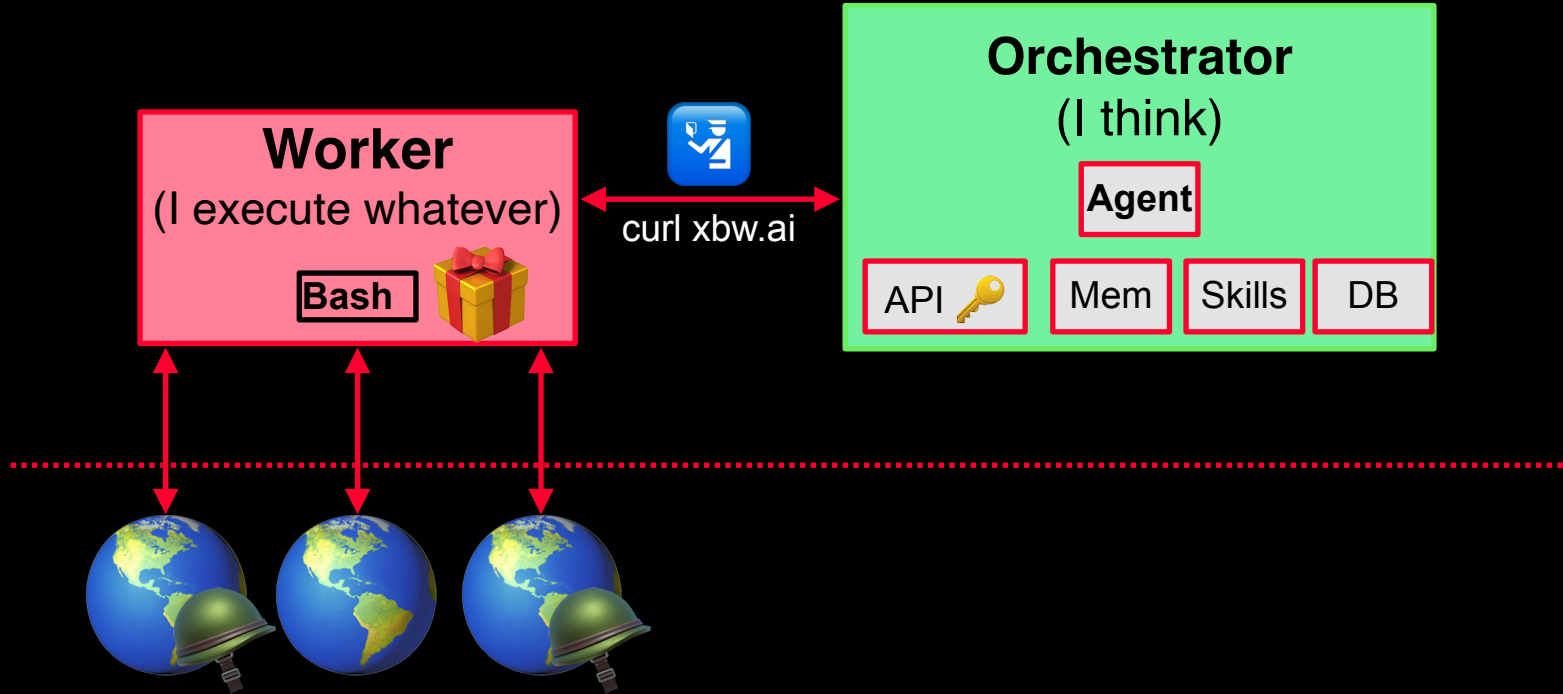 Orchestrator
(I think)
Agent
API
Mem
Skills
DB
Worker
(I execute whatever)
Bash
curl xbw.ai